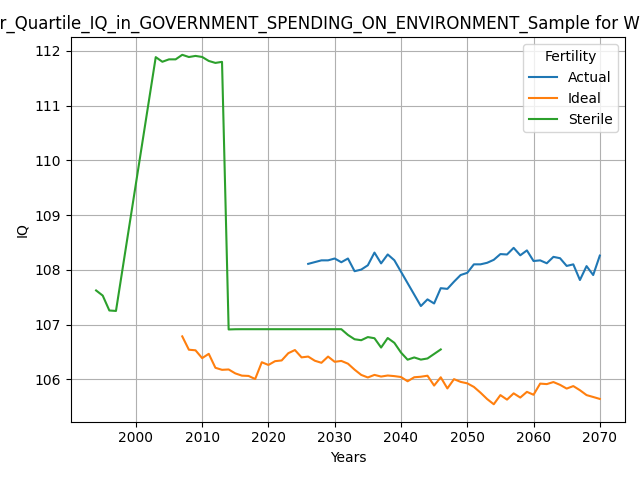 r_Quartile_IQ_in_GOVERNMENT_SPENDING_ON_ENVIRONMENT_Sample for W
Fertility
Actual
Ideal
Sterile
IQ
112
111
110
109
108
107
106
2000 2010 2020 2030 2040 2050 2060 2070
Years